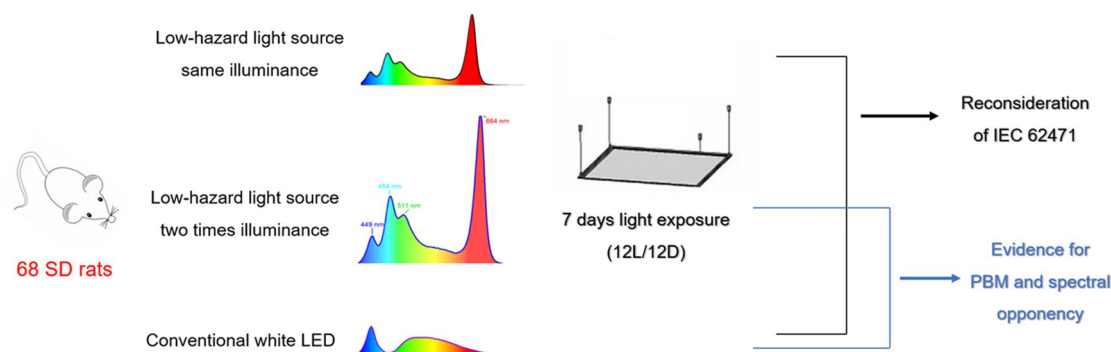 Low-hazard light source
same illuminance
664 nm
484 nm
511 nm
449 nm
Low-hazard light source
two times illuminance
68 SD rats
Conventional white LED
7 days light exposure
(12L/12D)
Reconsideration
of IEC 62471
Evidence for
PBM and spectral
opponency